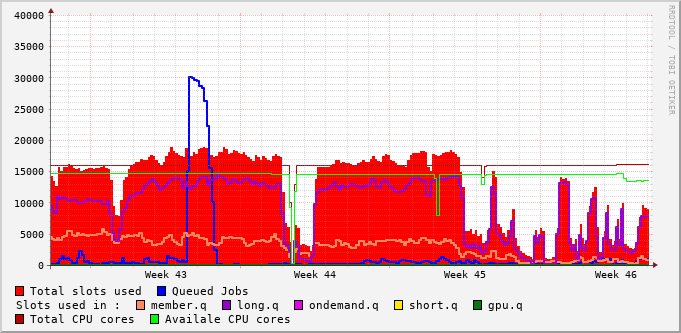 40000
35000
30000
25000
20000
15000
10000
5000
0
Week 43 Week 44 Week 45 Week 46
RRDTOOL / TOBI OETIKER
Total slots used Queued Jobs
Slots used in : member.q long.q ondemand.q short.q gpu.q
Total CPU cores Availale CPU cores